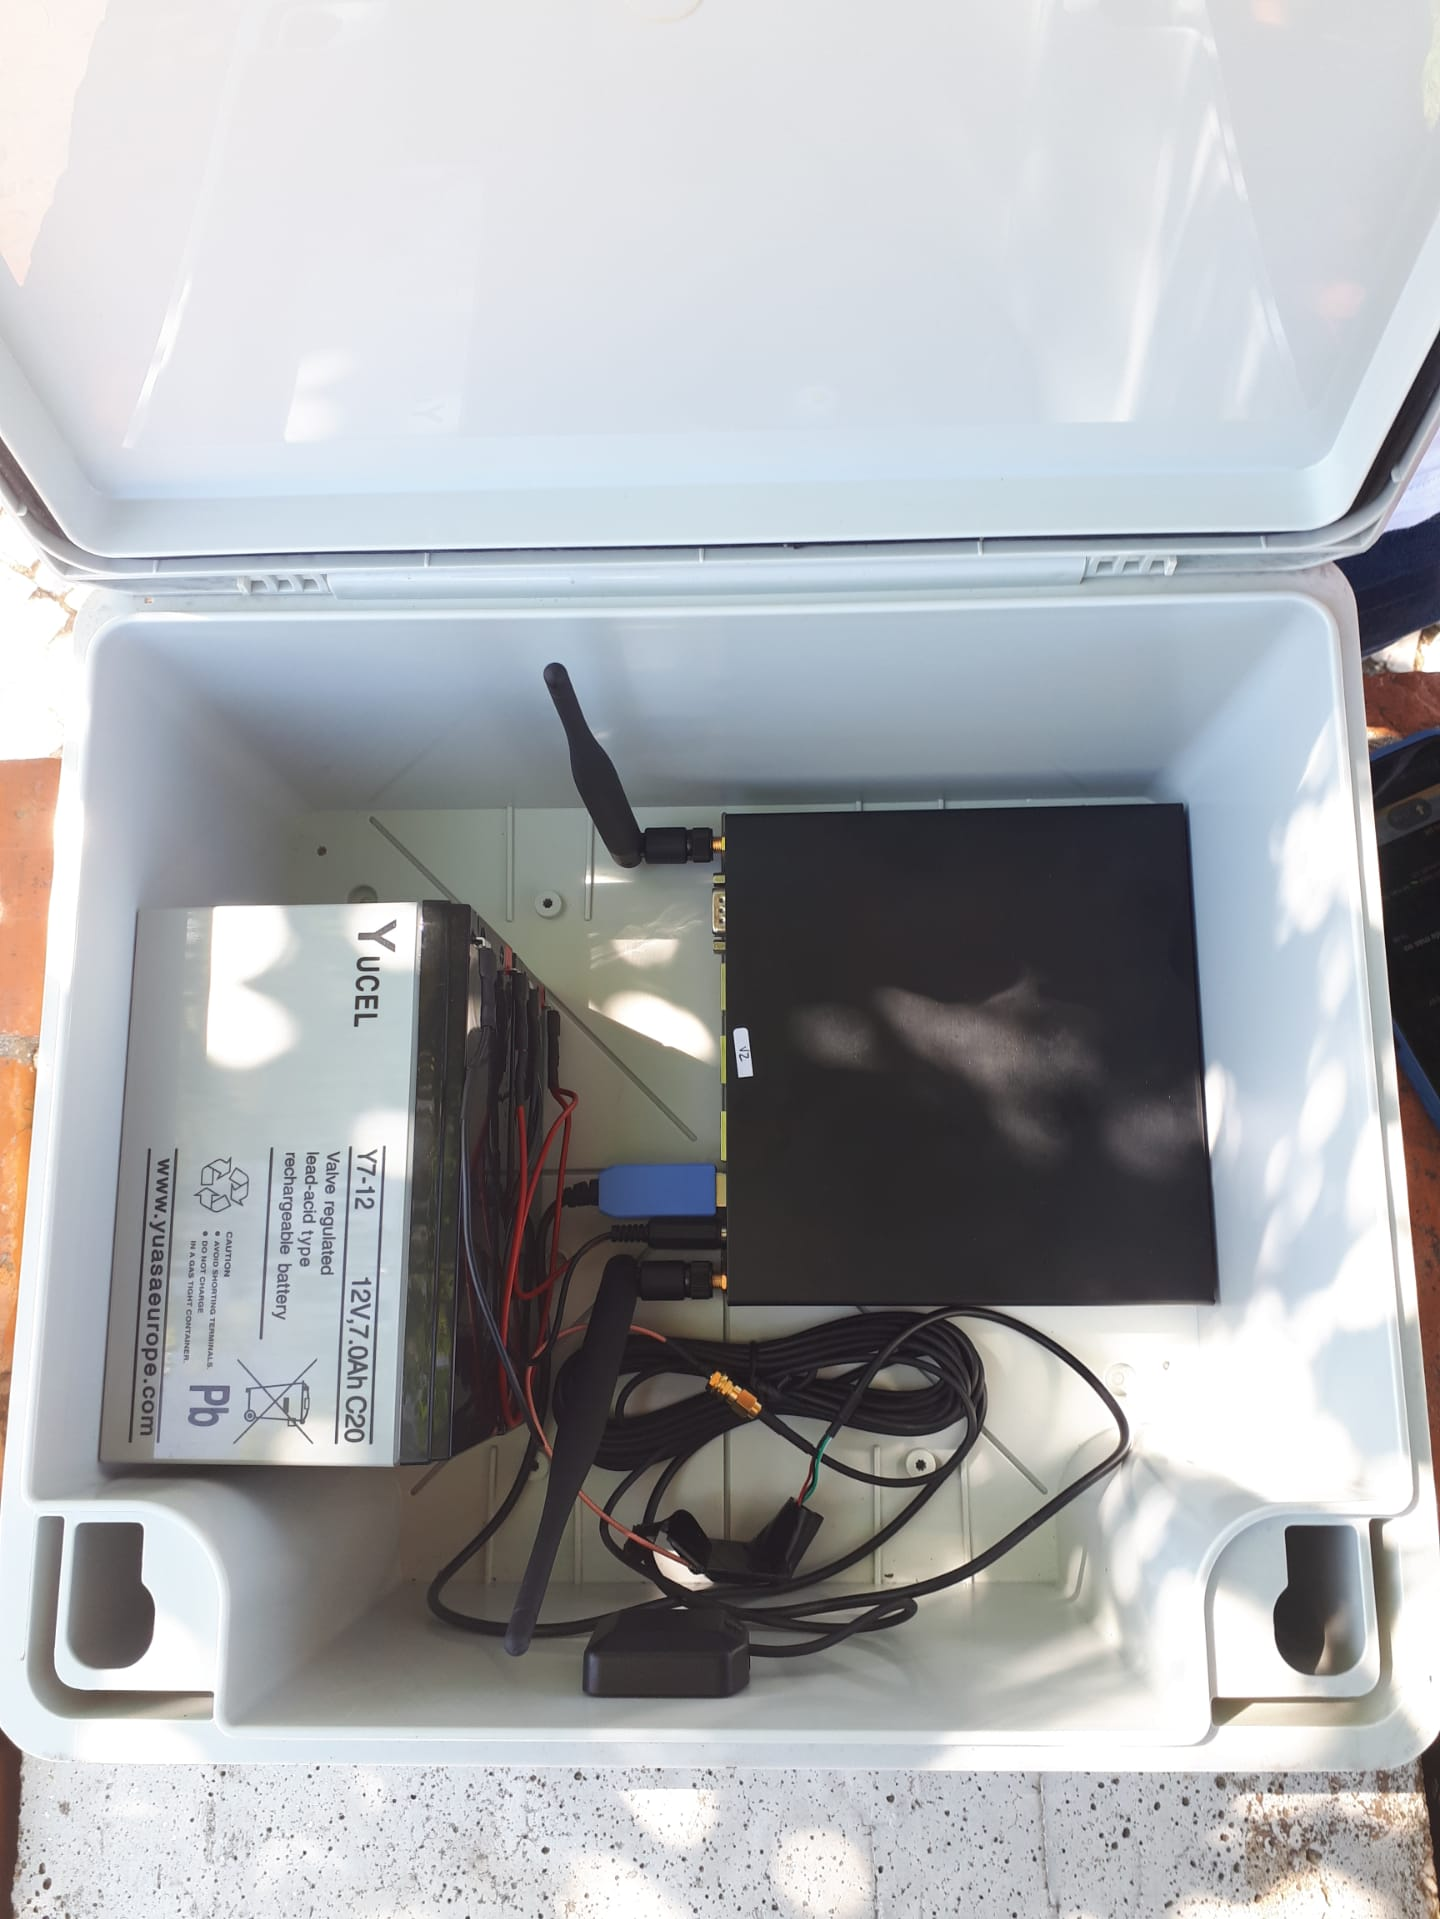 YUCEL
Y7-12 12V,7.0Ah C20
Valve regulated
lead-acid type
rechargeable battery
CAUTION
● AVOID SHORTING TERMINALS.
● DO NOT CHARGE
IN A GAS TIGHT CONTAINER.
Pb
www.yuasaeurope.com
V2